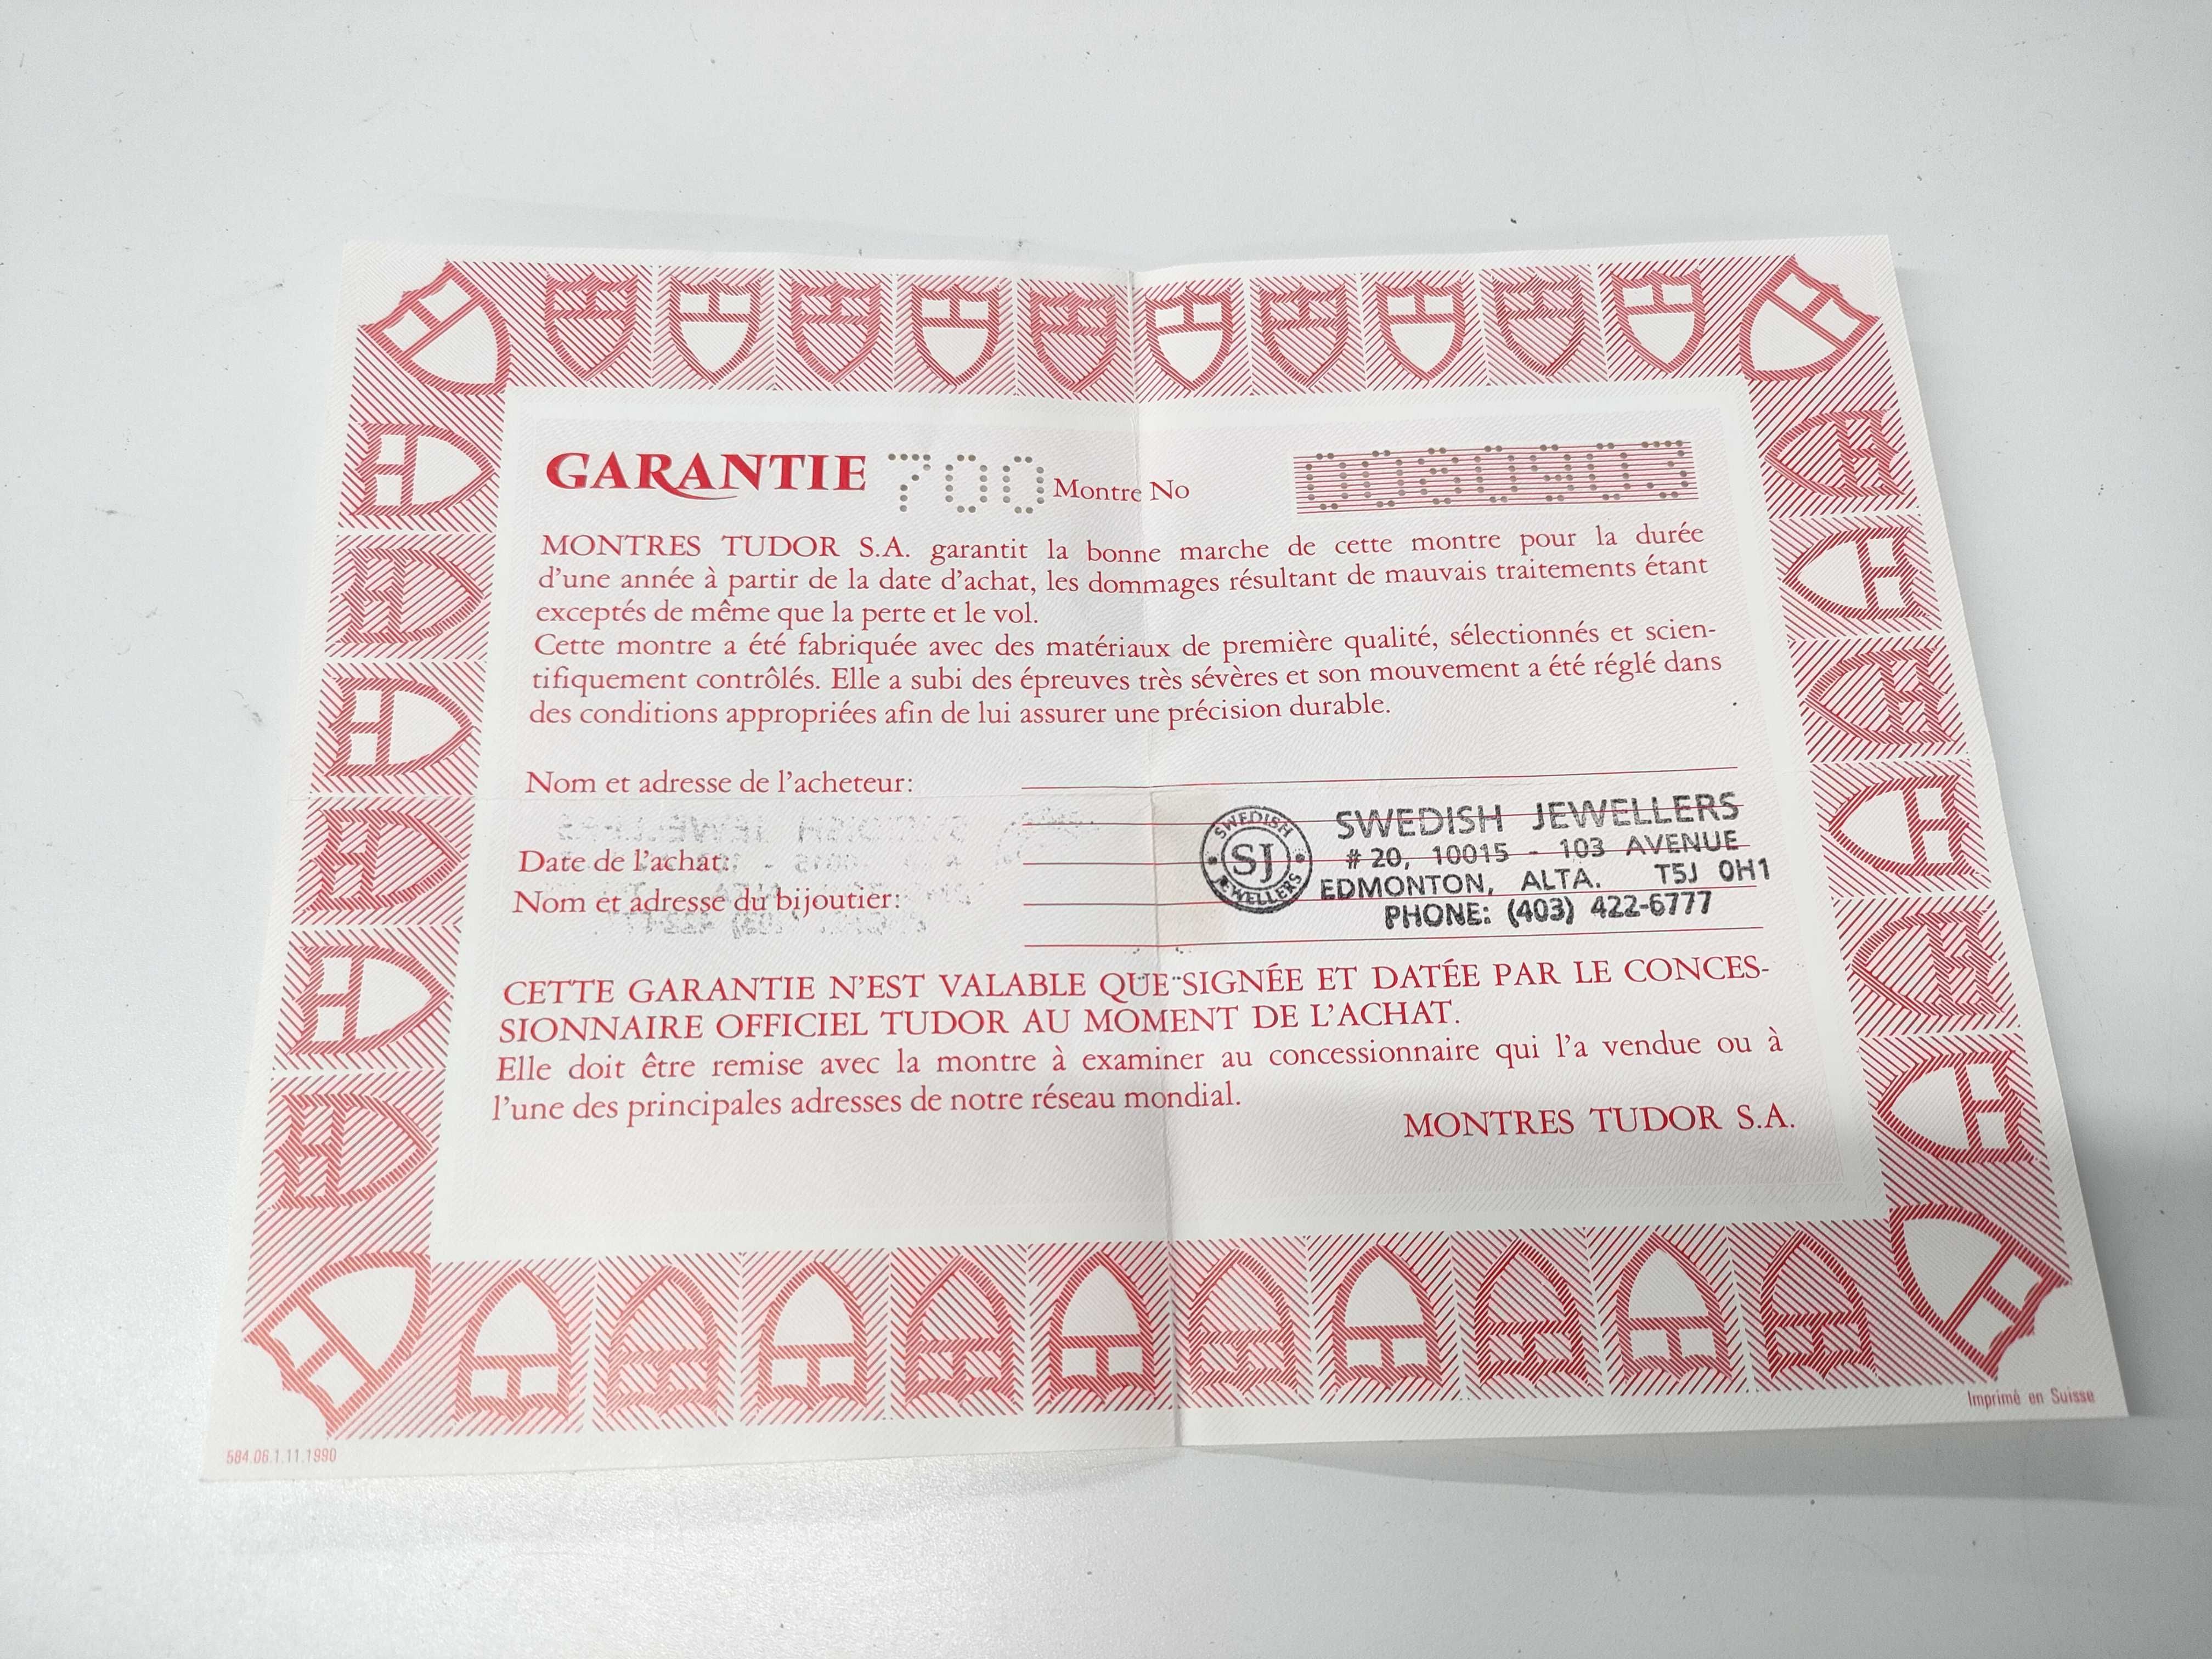 GARANTIE 700 Montre No
MONTRES TUDOR S.A. garantit la bonne marche de cette montre pour la durée
d'une année à partir de la date d'achat, les dommages résultant de mauvais traitements étant
exceptés de même que la perte et le vol.
Cette montre a été fabriquée avec des matériaux de première qualité, sélectionnés et scien-
tifiquement contrôlés. Elle a subi des épreuves très sévères et son mouvement a été réglé dans
des conditions appropriées afin de lui assurer une précision durable.
Nom et adresse de l'acheteur:
Date de l'achat:
Nom et adresse du bijoutier:
SWEDISH
SJ
JEWELLERS
SWEDISH JEWELLERS
# 20, 10015 - 103 AVENUE
EDMONTON, ALTA. T5J 0H1
PHONE: (403) 422-6777
CETTE GARANTIE N'EST VALABLE QUE SIGNÉE ET DATÉE PAR LE CONCES-
SIONNAIRE OFFICIEL TUDOR AU MOMENT DE L'ACHAT.
Elle doit être remise avec la montre à examiner au concessionnaire qui l'a vendue ou à
l'une des principales adresses de notre réseau mondial.
MONTRES TUDOR S.A.
Imprimé en Suisse
584.06.1.11.1990